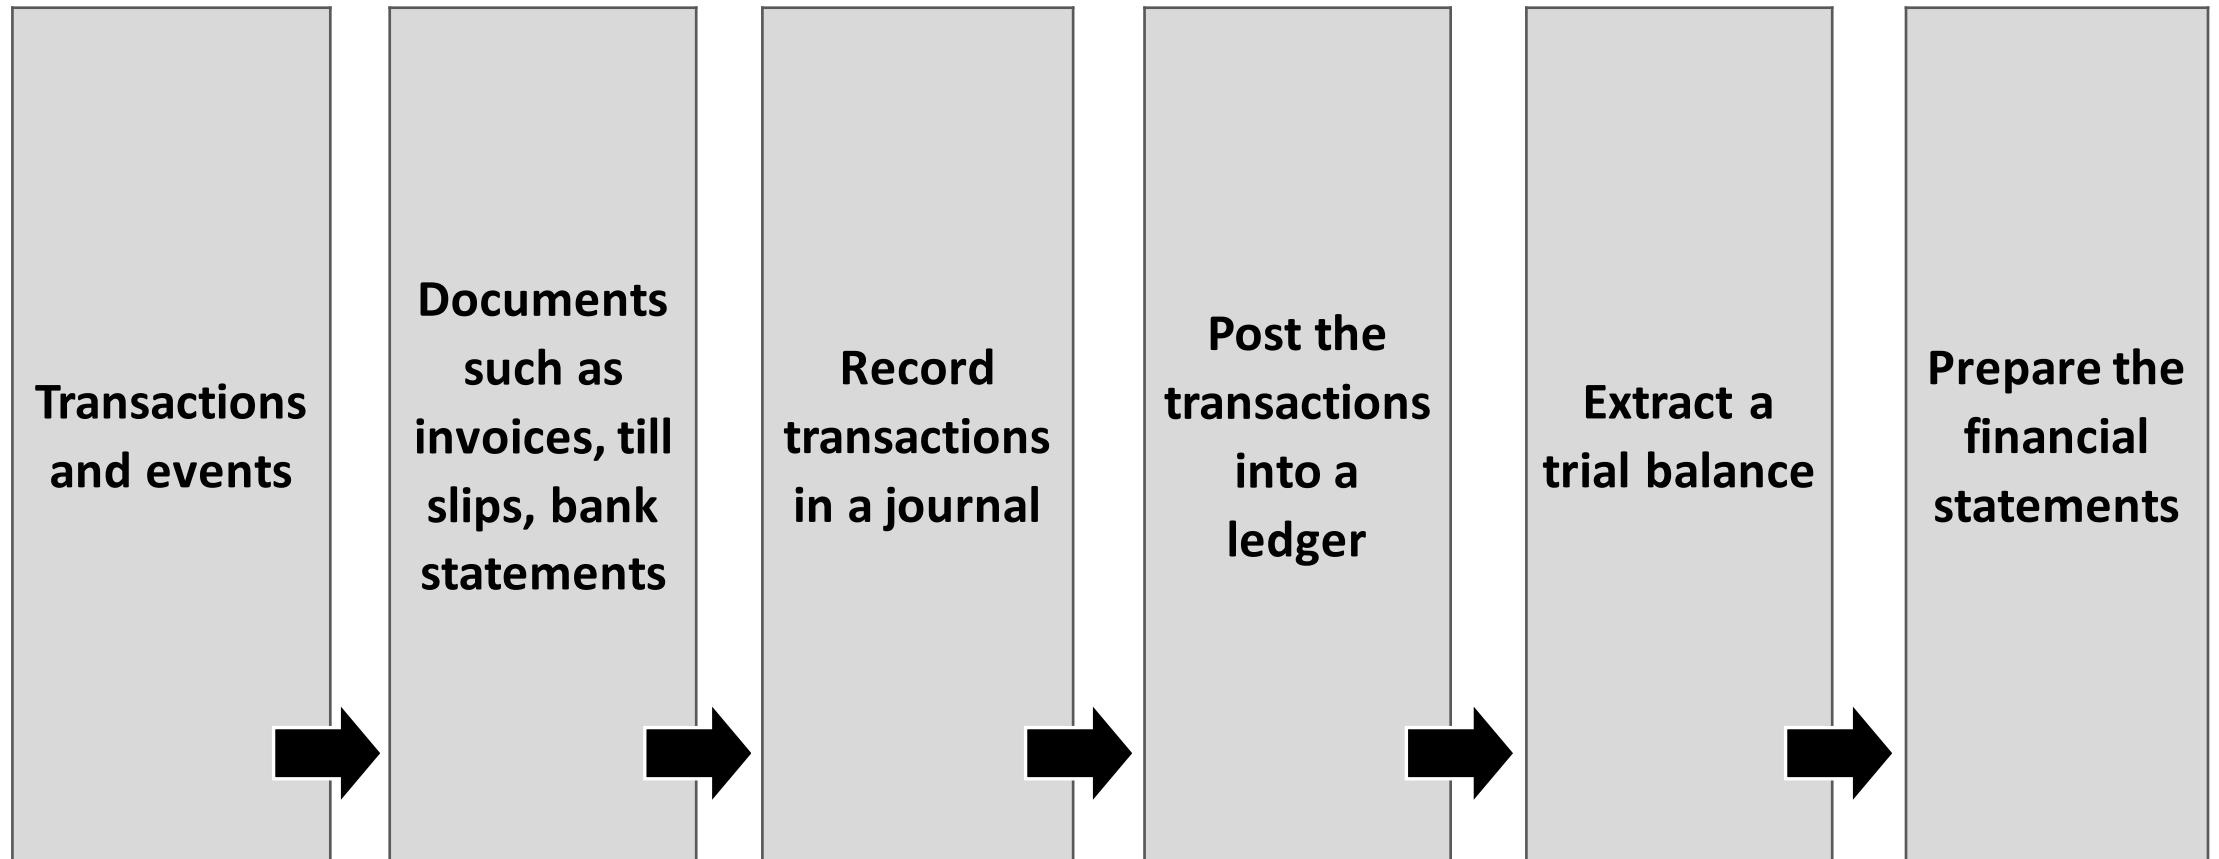 Transactions
and events
Documents
such as
invoices, till
slips, bank
statements
Record
transactions
in a journal
Post the
transactions
into a
ledger
Extract a
trial balance
Prepare the
financial
statements